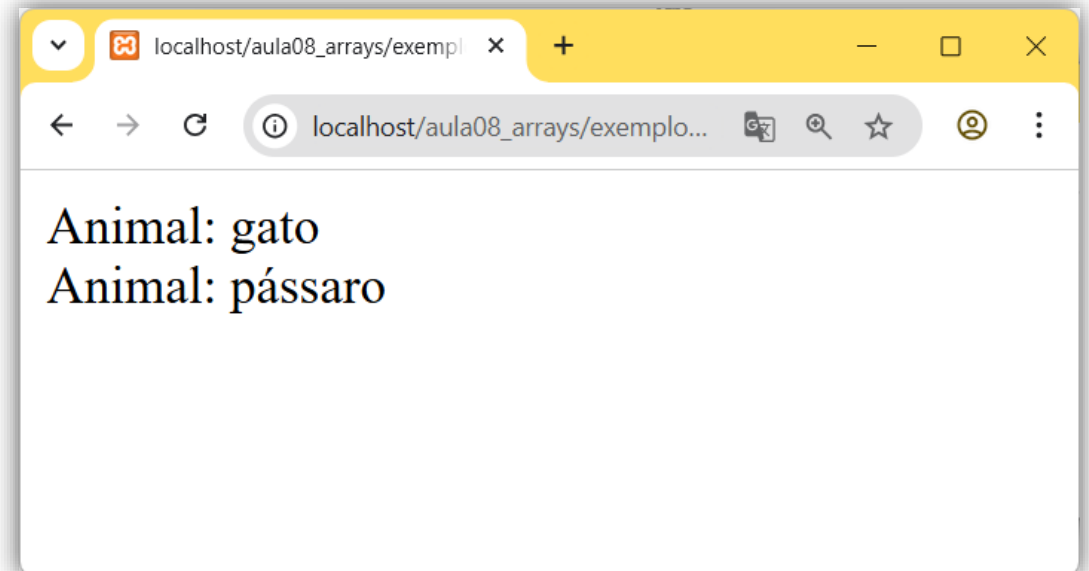 localhost/aula08_arrays/exempl
localhost/aula08_arrays/exemplo...
Animal: gato
Animal: pássaro